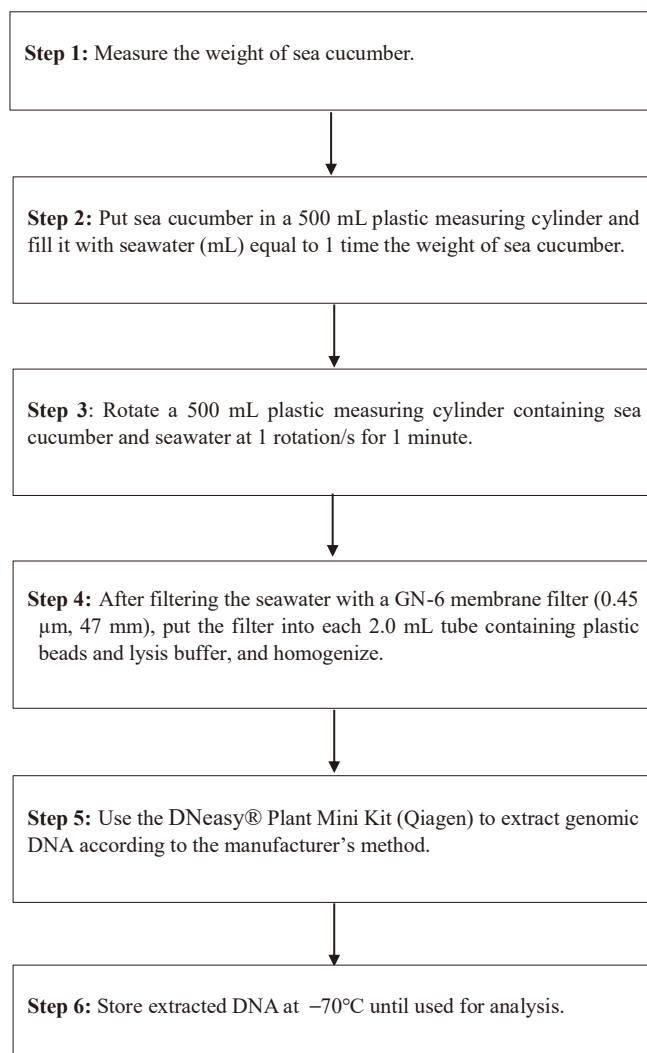 Step 1: Measure the weight of sea cucumber.
Step 2: Put sea cucumber in a 500 mL plastic measuring cylinder and
fill it with seawater (mL) equal to 1 time the weight of sea cucumber.
Step 3: Rotate a 500 mL plastic measuring cylinder containing sea
cucumber and seawater at 1 rotation/s for 1 minute.
Step 4: After filtering the seawater with a GN-6 membrane filter (0.45
µm, 47 mm), put the filter into each 2.0 mL tube containing plastic
beads and lysis buffer, and homogenize.
Step 5: Use the DNeasy® Plant Mini Kit (Qiagen) to extract genomic
DNA according to the manufacturer’s method.
Step 6: Store extracted DNA at −70°C until used for analysis.